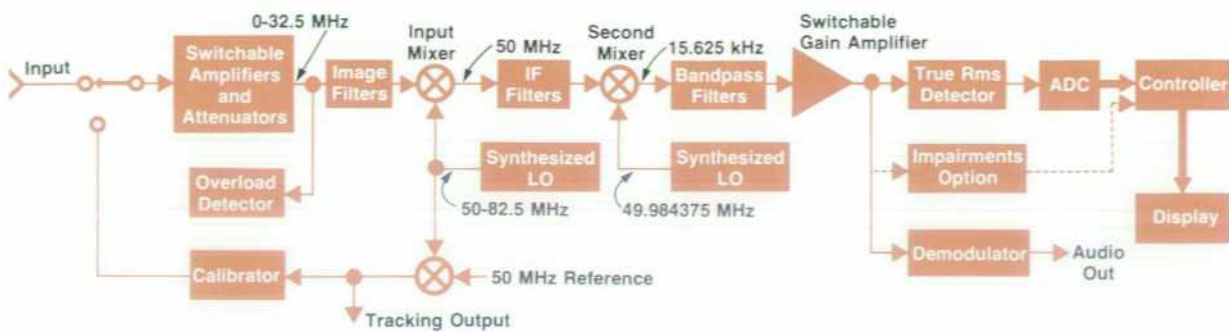 0-32.5 MHz
Input
Switchable
Amplifiers
and
Attenuators
Image
Filters
Input
Mixer
50 MHz
IF
Filters
Second
Mixer
15.625 kHz
Bandpass
Filters
Switchable
Gain Amplifier
True Rms
Detector
ADC
Controller
Overload
Detector
Synthesized
LO
50-82.5 MHz
Synthesized
LO
49.984375 MHz
Impairments
Option
Display
Calibrator
50 MHz Reference
Tracking Output
Demodulator
Audio
Out